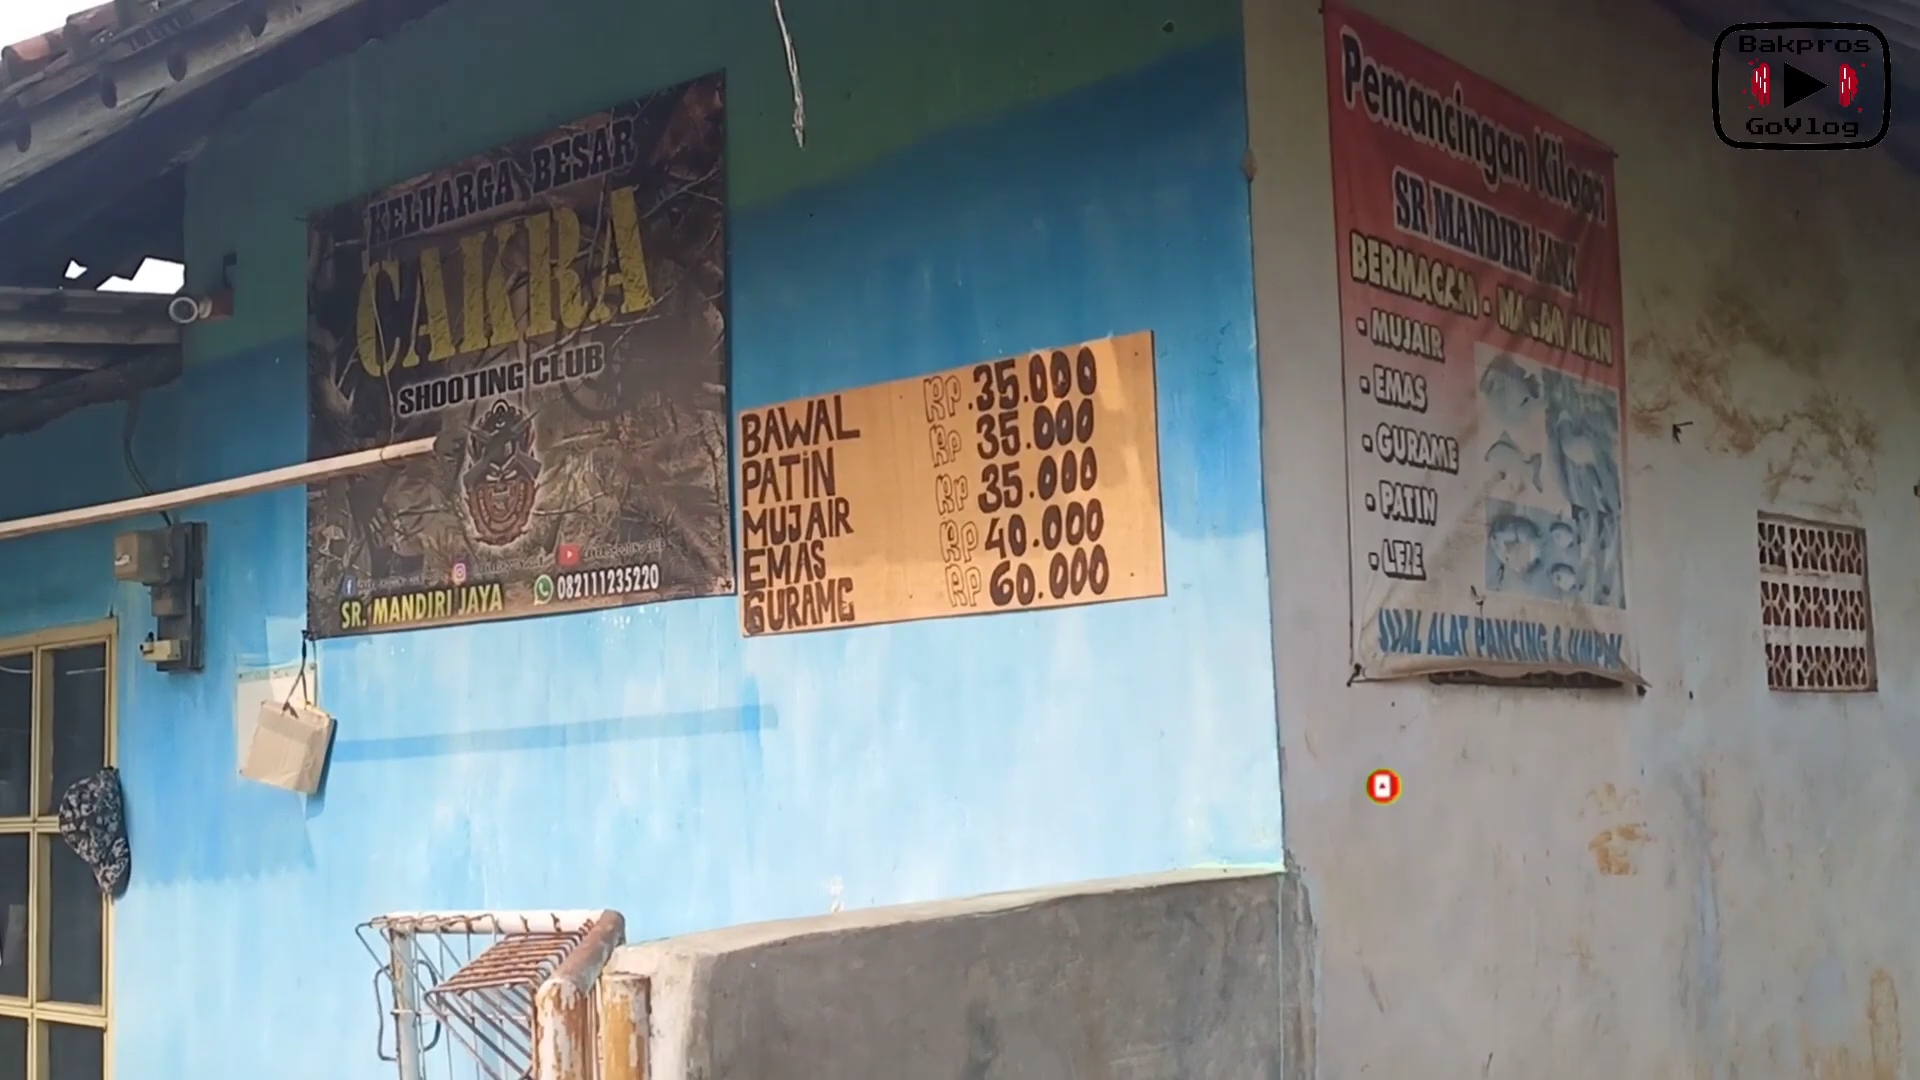 KELUARGA BESAR
CAKRA
SHOOTING CLUB
SR. MANDIRI JAYA
082111235220
BAWAL RP.35.000
PATIN RP 35.000
MUJAIR RP 35.000
EMAS RP 40.000
GURAME RP 60.000
Pemancingan Kiloan
SR MANDIRI JAYA
BERMACAM - MACAM IKAN
- MUJAIR
- EMAS
- GURAME
- PATIN
- LELE
JUAL ALAT PANCING & UMPAN
Bakpros
GoVlog